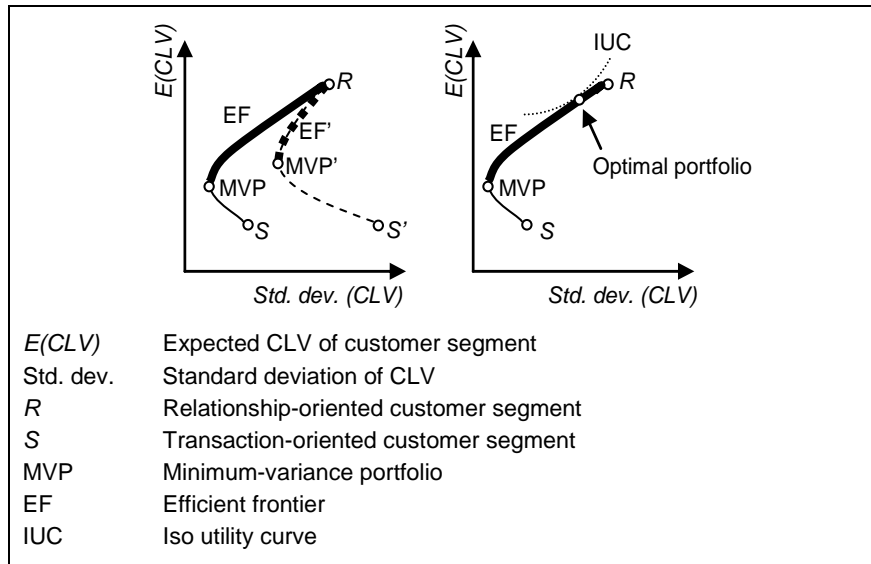 E(CLV)
R
EF
EF'
MVP'
MVP
S
S'
Std. dev. (CLV)
E(CLV)
IUC
R
EF
Optimal portfolio
MVP
S
Std. dev. (CLV)
E(CLV) Expected CLV of customer segment
Std. dev. Standard deviation of CLV
R Relationship-oriented customer segment
S Transaction-oriented customer segment
MVP Minimum-variance portfolio
EF Efficient frontier
IUC Iso utility curve